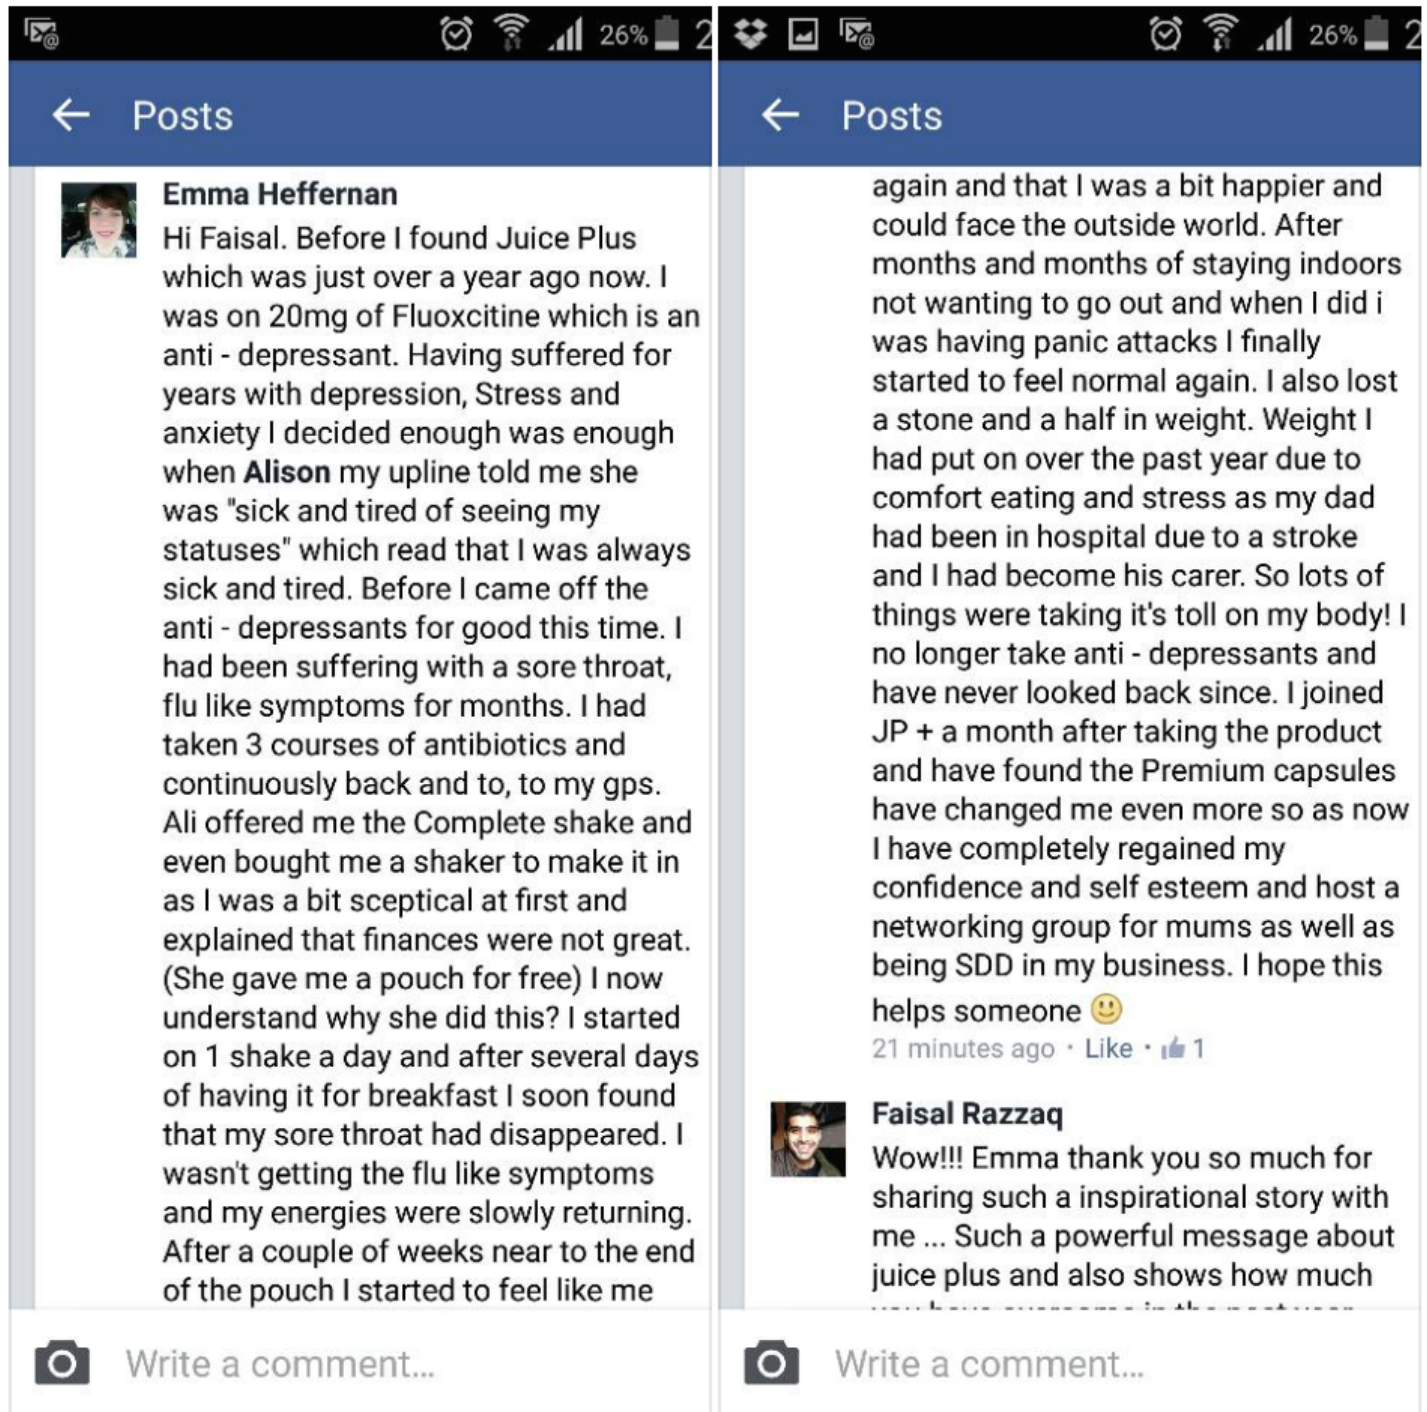 26%
2
Posts
Emma Heffernan
Hi Faisal. Before I found Juice Plus
which was just over a year ago now. I
was on 20mg of Fluoxcitine which is an
anti - depressant. Having suffered for
years with depression, Stress and
anxiety I decided enough was enough
when Alison my upline told me she
was "sick and tired of seeing my
statuses" which read that I was always
sick and tired. Before I came off the
anti - depressants for good this time. I
had been suffering with a sore throat,
flu like symptoms for months. I had
taken 3 courses of antibiotics and
continuously back and to, to my gps.
Ali offered me the Complete shake and
even bought me a shaker to make it in
as I was a bit sceptical at first and
explained that finances were not great.
(She gave me a pouch for free) I now
understand why she did this? I started
on 1 shake a day and after several days
of having it for breakfast I soon found
that my sore throat had disappeared. I
wasn't getting the flu like symptoms
and my energies were slowly returning.
After a couple of weeks near to the end
of the pouch I started to feel like me
Write a comment...
26%
2
Posts
again and that I was a bit happier and
could face the outside world. After
months and months of staying indoors
not wanting to go out and when I did i
was having panic attacks I finally
started to feel normal again. I also lost
a stone and a half in weight. Weight I
had put on over the past year due to
comfort eating and stress as my dad
had been in hospital due to a stroke
and I had become his carer. So lots of
things were taking it's toll on my body! I
no longer take anti - depressants and
have never looked back since. I joined
JP + a month after taking the product
and have found the Premium capsules
have changed me even more so as now
I have completely regained my
confidence and self esteem and host a
networking group for mums as well as
being SDD in my business. I hope this
helps someone 🙂
21 minutes ago · Like · 1
Faisal Razzaq
Wow!!! Emma thank you so much for
sharing such a inspirational story with
me ... Such a powerful message about
juice plus and also shows how much
Write a comment...